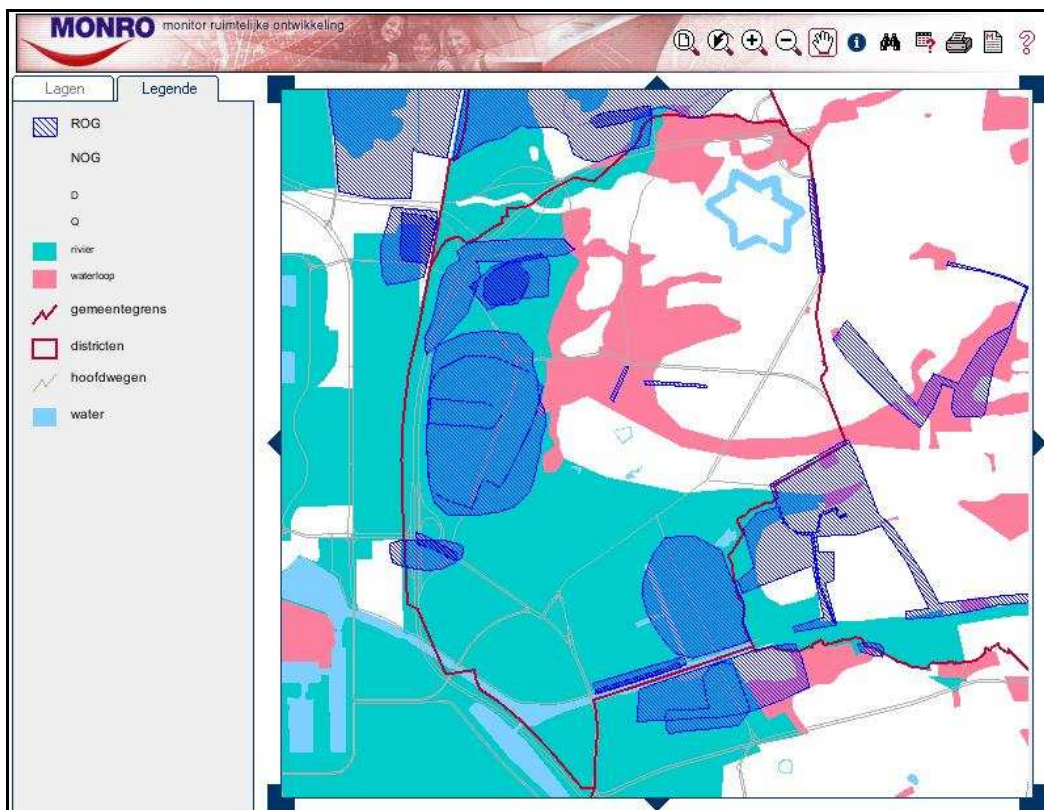 MONRO monitor ruimtelijke ontwikkeling
Lagen
Legende
ROG
NOG
D
Q
rivier
waterloop
gemeentegrens
districten
hoofdwegen
water